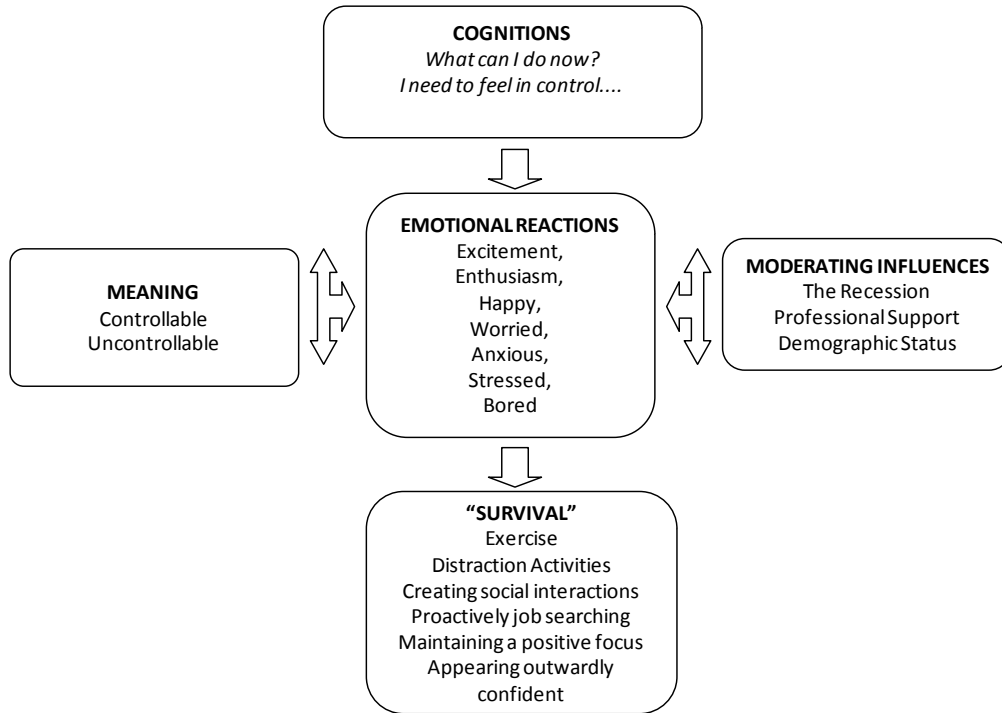 COGNITIONS
What can I do now?
I need to feel in control....
EMOTIONAL REACTIONS
Excitement,
Enthusiasm,
Happy,
Worried,
Anxious,
Stressed,
Bored
MEANING
Controllable
Uncontrollable
MODERATING INFLUENCES
The Recession
Professional Support
Demographic Status
“SURVIVAL”
Exercise
Distraction Activities
Creating social interactions
Proactively job searching
Maintaining a positive focus
Appearing outwardly
confident